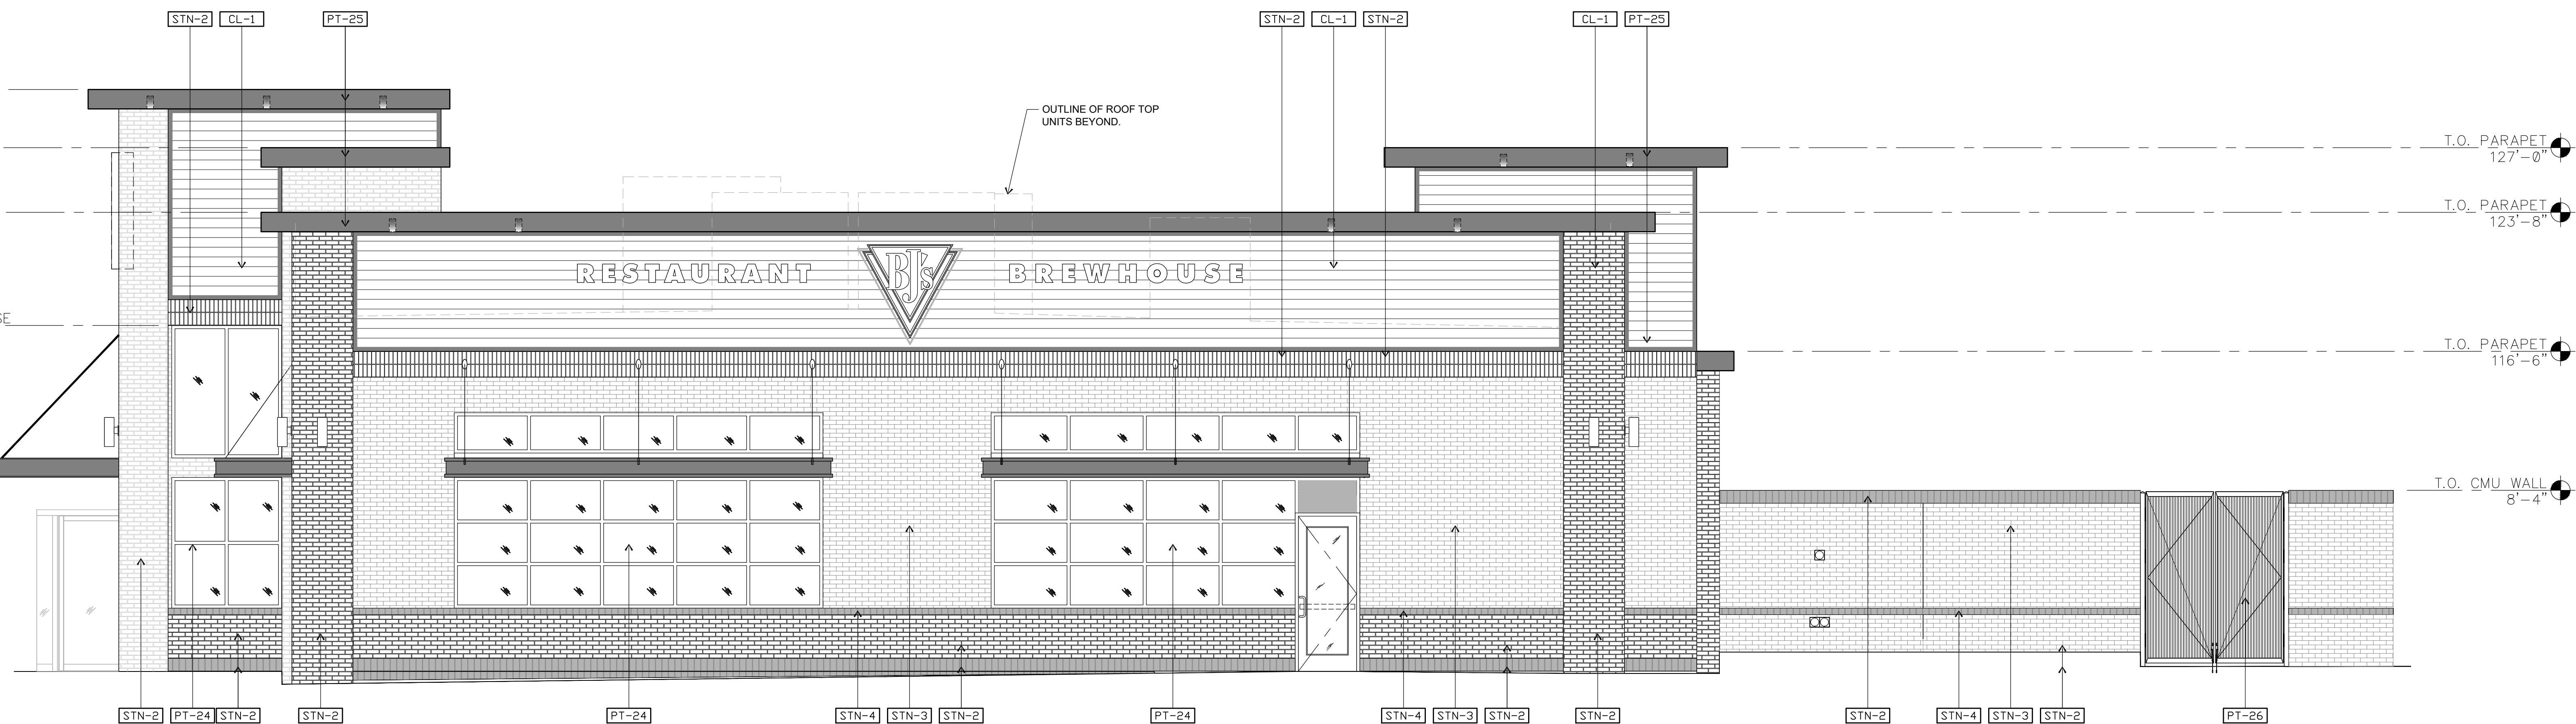 STN-2 CL-1 PT-25 STN-2 CL-1 STN-2 CL-1 PT-25
OUTLINE OF ROOF TOP
UNITS BEYOND.
T.O. PARAPET
127'-0"
T.O. PARAPET
123'-8"
RESTAURANT BJ's BREWHOUSE
SE
T.O. PARAPET
116'-6"
T.O. CMU WALL
8'-4"
STN-2 PT-24 STN-2 STN-2 PT-24 STN-4 STN-3 STN-2 PT-24 STN-4 STN-3 STN-2 STN-2 STN-2 STN-4 STN-3 STN-2 PT-26